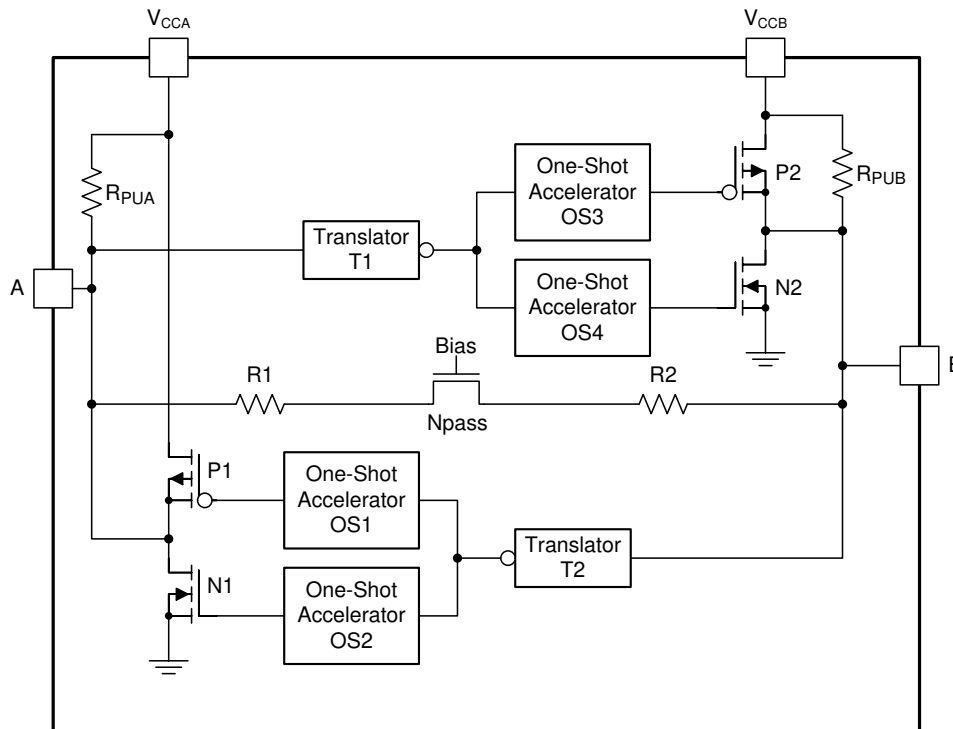 VCCA
VCCB
RPUA
One-Shot
Accelerator
OS3
P2
RPUB
Translator
T1
A
One-Shot
Accelerator
OS4
N2
Bias
R1
R2
Npass
P1
One-Shot
Accelerator
OS1
Translator
T2
N1
One-Shot
Accelerator
OS2